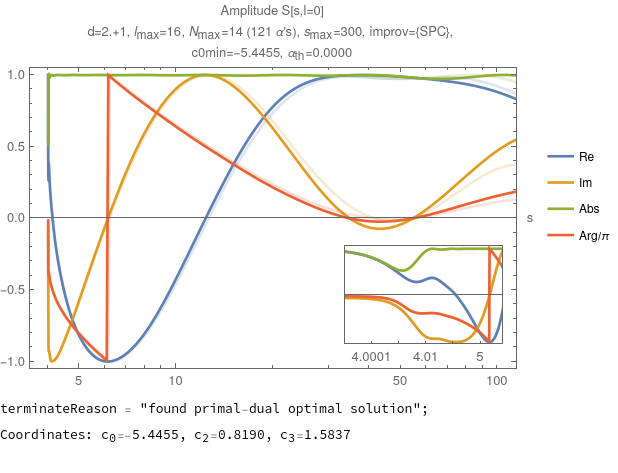 Amplitude S[s,l=0]
d=2.+1, lmax=16, Nmax=14 (121 α's), smax=300, improv={SPC},
c0min=−5.4455, αth=0.0000
1.0
0.5
0.0
−0.5
−1.0
s
Re
Im
Abs
Arg/π
4.0001 4.01 5
5 10 50 100
terminateReason = "found primal-dual optimal solution";
Coordinates: c0=-5.4455, c2=0.8190, c3=1.5837